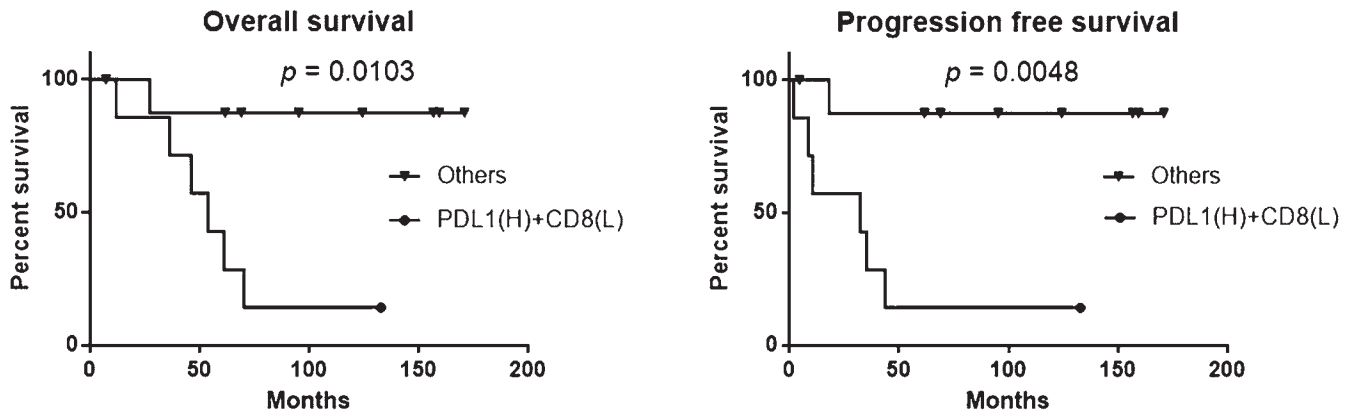 Overall survival
p = 0.0103
100
50
0
Percent survival
Others
PDL1(H)+CD8(L)
0 50 100 150 200
Months
Progression free survival
p = 0.0048
100
50
0
Percent survival
Others
PDL1(H)+CD8(L)
0 50 100 150 200
Months